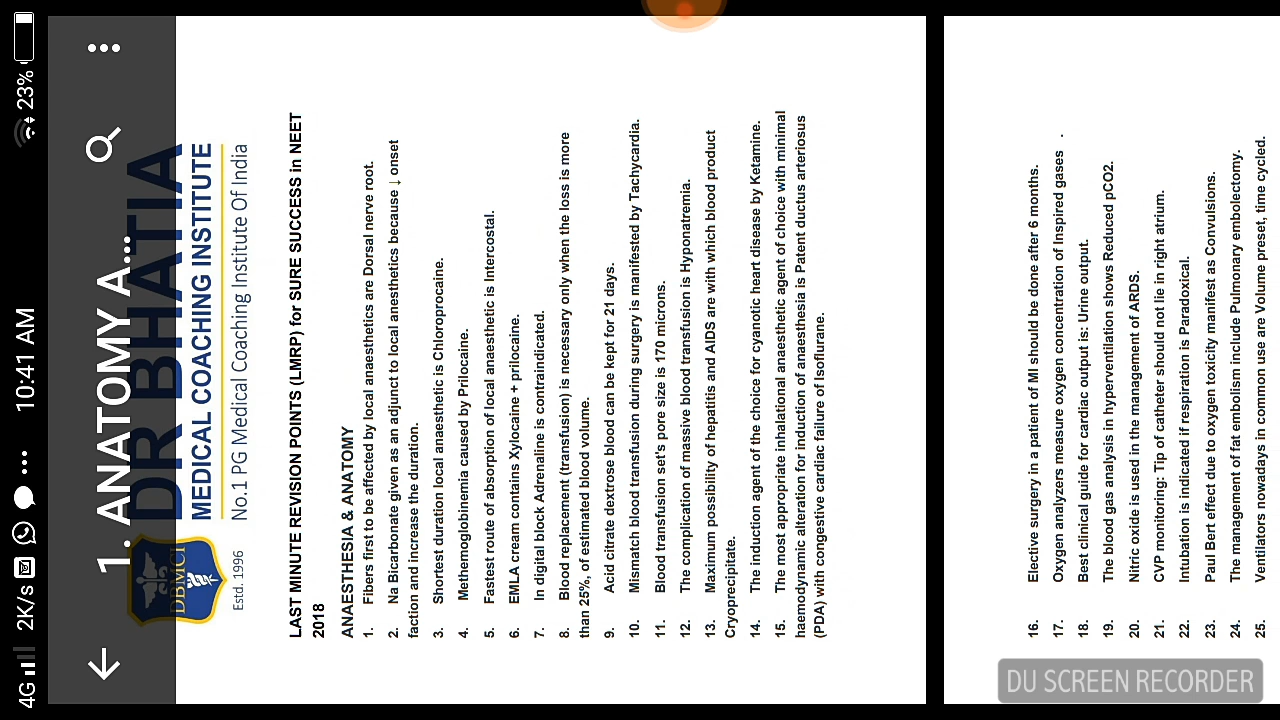 4G 2K/s 10:41 AM 23%
1. ANATOMY A...
DR BHATIA
MEDICAL COACHING INSTITUTE
No.1 PG Medical Coaching Institute Of India
DBMCI
Estd. 1996
LAST MINUTE REVISION POINTS (LMRP) for SURE SUCCESS in NEET
2018
ANAESTHESIA & ANATOMY
1. Fibers first to be affected by local anaesthetics are Dorsal nerve root.
2. Na Bicarbonate given as an adjunct to local anesthetics because ↓ onset
faction and increase the duration.
3. Shortest duration local anaesthetic is Chloroprocaine.
4. Methemoglobinemia caused by Prilocaine.
5. Fastest route of absorption of local anaesthetic is Intercostal.
6. EMLA cream contains Xylocaine + prilocaine.
7. In digital block Adrenaline is contraindicated.
8. Blood replacement (transfusion) is necessary only when the loss is more
than 25%, of estimated blood volume.
9. Acid citrate dextrose blood can be kept for 21 days.
10. Mismatch blood transfusion during surgery is manifested by Tachycardia.
11. Blood transfusion set's pore size is 170 microns.
12. The complication of massive blood transfusion is Hyponatremia.
13. Maximum possibility of hepatitis and AIDS are with which blood product
Cryoprecipitate.
14. The induction agent of the choice for cyanotic heart disease by Ketamine.
15. The most appropriate inhalational anaesthetic agent of choice with minimal
haemodynamic alteration for induction of anaesthesia is Patent ductus arteriosus
(PDA) with congestive cardiac failure of Isoflurane.
16. Elective surgery in a patient of MI should be done after 6 months.
17. Oxygen analyzers measure oxygen concentration of Inspired gases .
18. Best clinical guide for cardiac output is: Urine output.
19. The blood gas analysis in hyperventilation shows Reduced pCO2.
20. Nitric oxide is used in the management of ARDS.
21. CVP monitoring: Tip of catheter should not lie in right atrium.
22. Intubation is indicated if respiration is Paradoxical.
23. Paul Bert effect due to oxygen toxicity manifest as Convulsions.
24. The management of fat embolism include Pulmonary embolectomy.
25. Ventilators nowadays in common use are Volume preset, time cycled.
DU SCREEN RECORDER